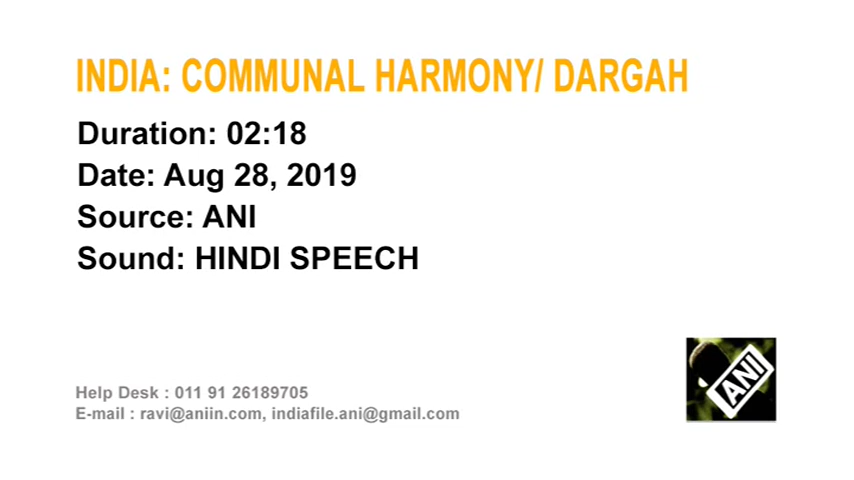 INDIA: COMMUNAL HARMONY/ DARGAH
Duration: 02:18
Date: Aug 28, 2019
Source: ANI
Sound: HINDI SPEECH
Help Desk : 011 91 26189705
E-mail : ravi@aniin.com, indiafile.ani@gmail.com
ANI